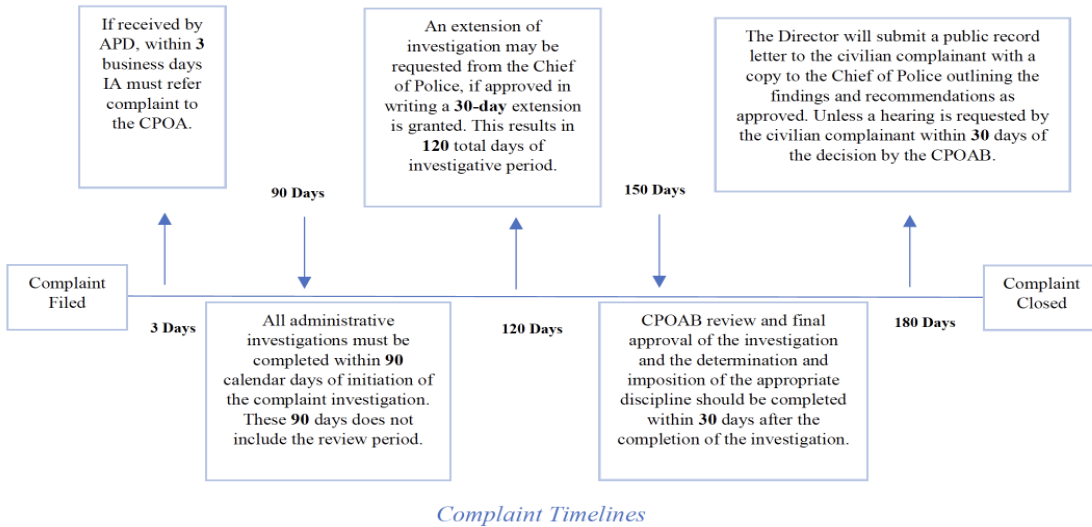 If received by
APD, within 3
business days
IA must refer
complaint to
the CPOA.
An extension of
investigation may be
requested from the Chief
of Police, if approved in
writing a 30-day extension
is granted. This results in
120 total days of
investigative period.
The Director will submit a public record
letter to the civilian complainant with a
copy to the Chief of Police outlining the
findings and recommendations as
approved. Unless a hearing is requested by
the civilian complainant within 30 days of
the decision by the CPOAB.
90 Days
150 Days
Complaint
Filed
Complaint
Closed
3 Days
120 Days
180 Days
All administrative
investigations must be
completed within 90
calendar days of initiation of
the complaint investigation.
These 90 days does not
include the review period.
CPOAB review and final
approval of the investigation
and the determination and
imposition of the appropriate
discipline should be completed
within 30 days after the
completion of the investigation.
Complaint Timelines